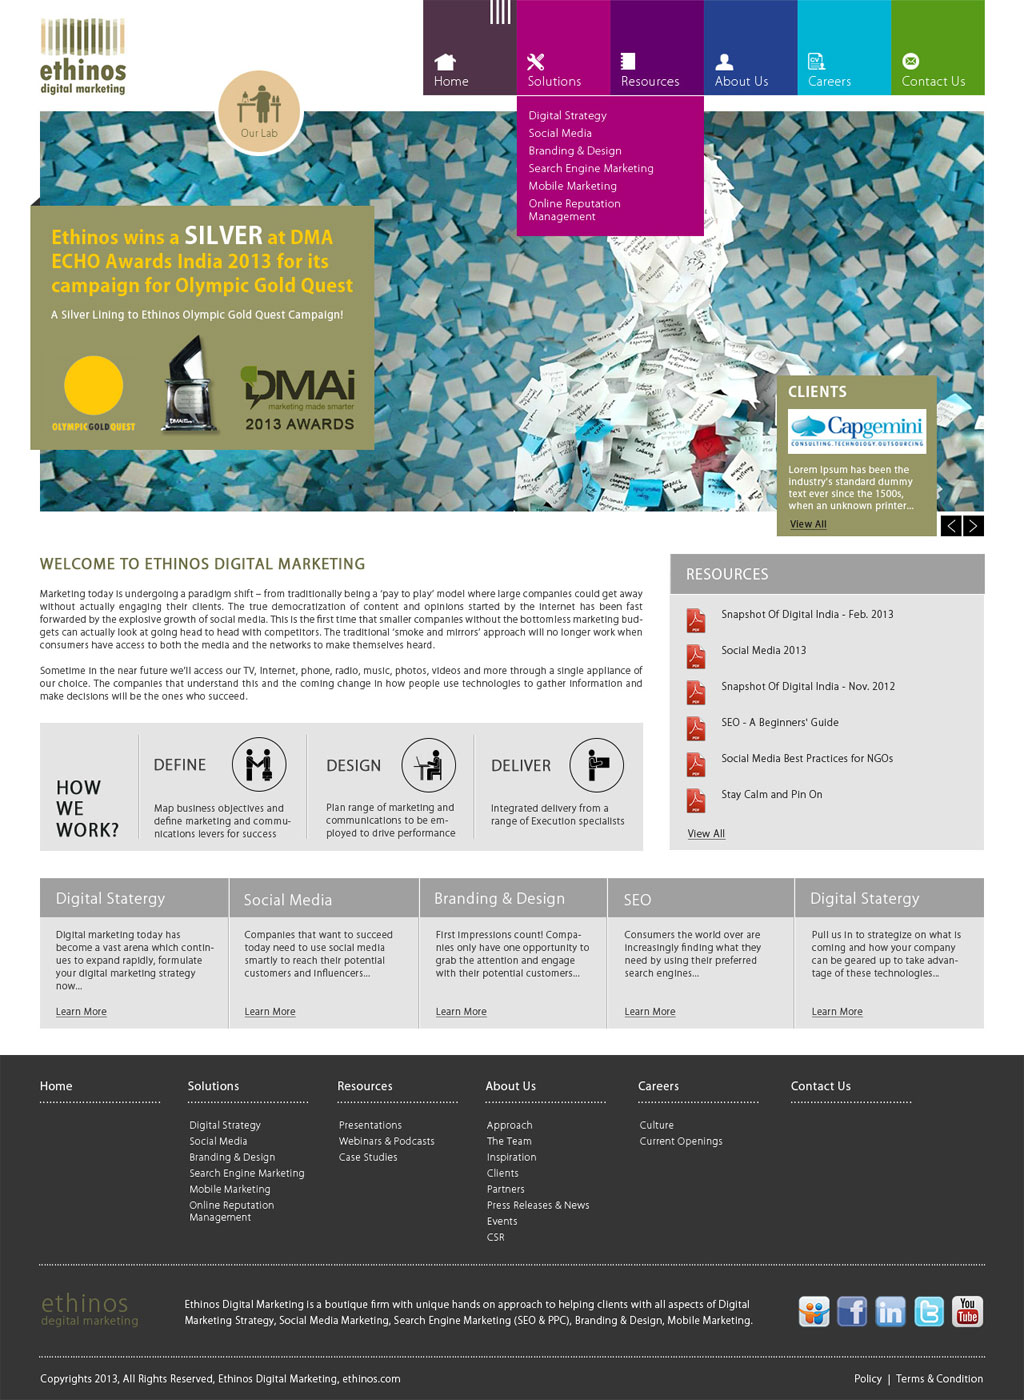 ethinos
digital marketing
Home
Solutions
Resources
About Us
Careers
Contact Us
Our Lab
Digital Strategy
Social Media
Branding & Design
Search Engine Marketing
Mobile Marketing
Online Reputation
Management
Ethinos wins a SILVER at DMA
ECHO Awards India 2013 for its
campaign for Olympic Gold Quest
A Silver Lining to Ethinos Olympic Gold Quest Campaign!
OLYMPICGOLDQUEST
DMAi
DMAi
marketing made smarter
2013 AWARDS
CLIENTS
Capgemini
CONSULTING.TECHNOLOGY.OUTSOURCING
Lorem Ipsum has been the
industry's standard dummy
text ever since the 1500s,
when an unknown printer...
View All
WELCOME TO ETHINOS DIGITAL MARKETING
Marketing today is undergoing a paradigm shift – from traditionally being a 'pay to play' model where large companies could get away
without actually engaging their clients. The true democratization of content and opinions started by the internet has been fast
forwarded by the explosive growth of social media. This is the first time that smaller companies without the bottomless marketing bud-
gets can actually look at going head to head with competitors. The traditional 'smoke and mirrors' approach will no longer work when
consumers have access to both the media and the networks to make themselves heard.
Sometime in the near future we'll access our TV, Internet, phone, radio, music, photos, videos and more through a single appliance of
our choice. The companies that understand this and the coming change in how people use technologies to gather information and
make decisions will be the ones who succeed.
RESOURCES
PDF
Snapshot Of Digital India - Feb. 2013
PDF
Social Media 2013
PDF
Snapshot Of Digital India - Nov. 2012
PDF
SEO - A Beginners' Guide
PDF
Social Media Best Practices for NGOs
PDF
Stay Calm and Pin On
View All
HOW
WE
WORK?
DEFINE
Map business objectives and
define marketing and commu-
nications levers for success
DESIGN
Plan range of marketing and
communications to be em-
ployed to drive performance
DELIVER
Integrated delivery from a
range of Execution specialists
Digital Statergy
Digital marketing today has
become a vast arena which contin-
ues to expand rapidly, formulate
your digital marketing strategy
now...
Learn More
Social Media
Companies that want to succeed
today need to use social media
smartly to reach their potential
customers and influencers...
Learn More
Branding & Design
First impressions count! Compa-
nies only have one opportunity to
grab the attention and engage
with their potential customers...
Learn More
SEO
Consumers the world over are
increasingly finding what they
need by using their preferred
search engines...
Learn More
Digital Statergy
Pull us in to strategize on what is
coming and how your company
can be geared up to take advan-
tage of these technologies...
Learn More
Home
Solutions
Digital Strategy
Social Media
Branding & Design
Search Engine Marketing
Mobile Marketing
Online Reputation
Management
Resources
Presentations
Webinars & Podcasts
Case Studies
About Us
Approach
The Team
Inspiration
Clients
Partners
Press Releases & News
Events
CSR
Careers
Culture
Current Openings
Contact Us
ethinos
degital marketing
Ethinos Digital Marketing is a boutique firm with unique hands on approach to helping clients with all aspects of Digital
Marketing Strategy, Social Media Marketing, Search Engine Marketing (SEO & PPC), Branding & Design, Mobile Marketing.
f
in
t
You
Tube
Copyrights 2013, All Rights Reserved, Ethinos Digital Marketing, ethinos.com
Policy | Terms & Condition